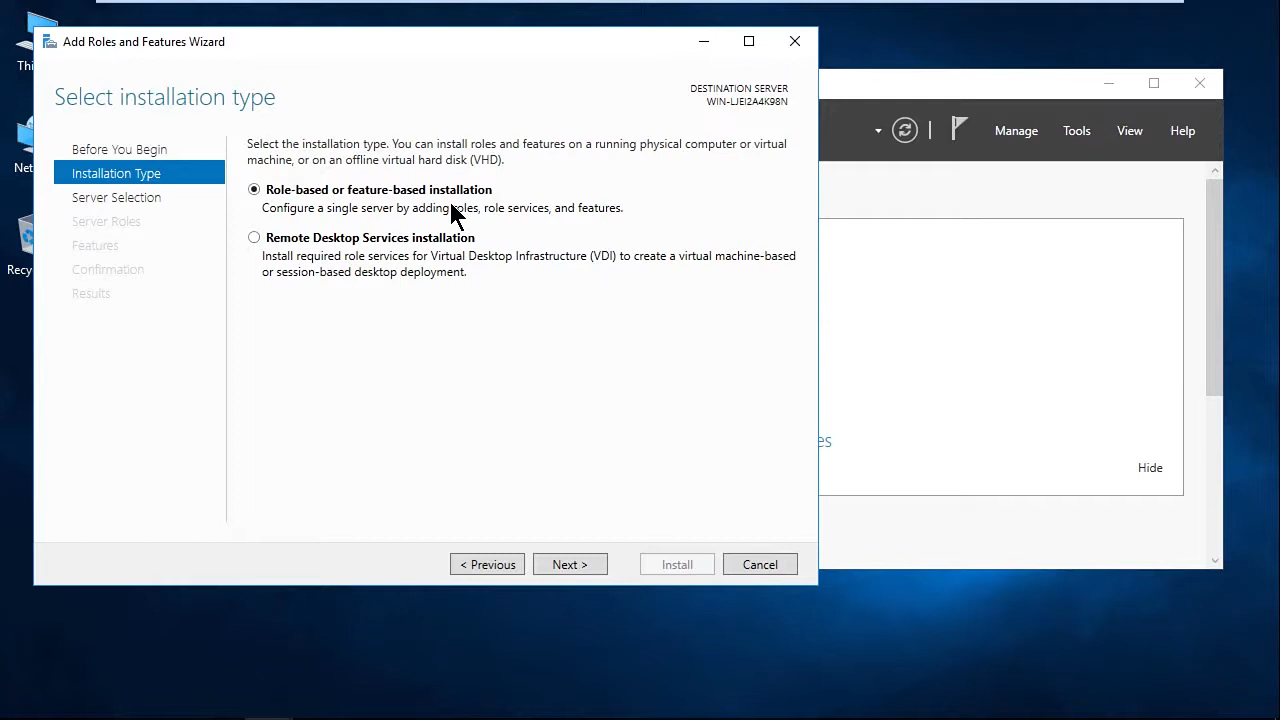 Add Roles and Features Wizard
Select installation type
DESTINATION SERVER
WIN-LJEI2A4K98N
Before You Begin
Installation Type
Server Selection
Server Roles
Features
Confirmation
Results
Select the installation type. You can install roles and features on a running physical computer or virtual
machine, or on an offline virtual hard disk (VHD).
Role-based or feature-based installation
Configure a single server by adding roles, role services, and features.
Remote Desktop Services installation
Install required role services for Virtual Desktop Infrastructure (VDI) to create a virtual machine-based
or session-based desktop deployment.
< Previous
Next >
Install
Cancel
Manage
Tools
View
Help
es
Hide
Thi
Net
Recy